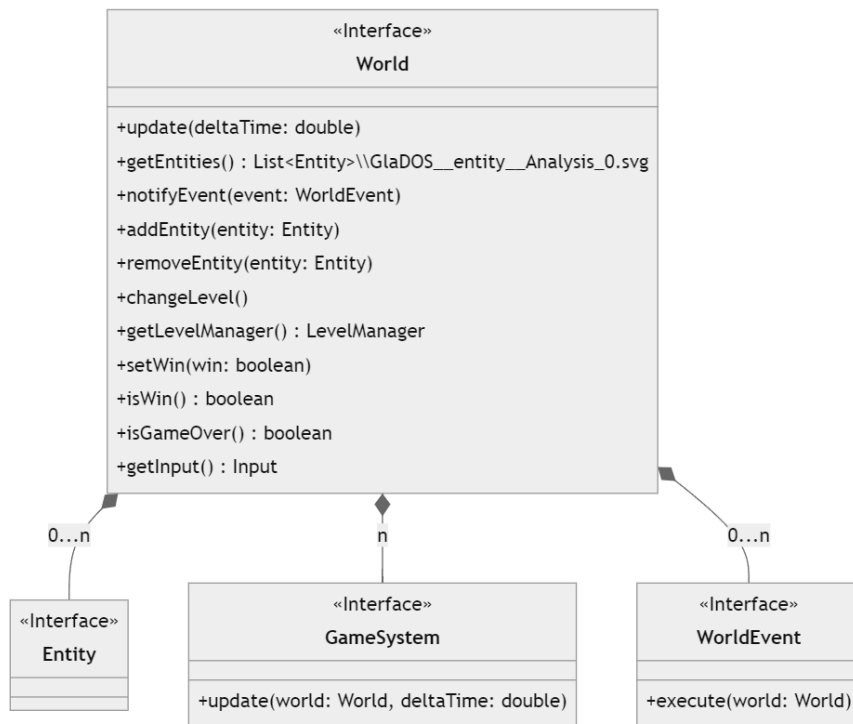 «Interface»
World
+update(deltaTime: double)
+getEntities() : List<Entity>\\GlaDOS__entity__Analysis_0.svg
+notifyEvent(event: WorldEvent)
+addEntity(entity: Entity)
+removeEntity(entity: Entity)
+changeLevel()
+getLevelManager() : LevelManager
+setWin(win: boolean)
+isWin() : boolean
+isGameOver() : boolean
+getInput() : Input
0...n
n
0...n
«Interface»
Entity
«Interface»
GameSystem
+update(world: World, deltaTime: double)
«Interface»
WorldEvent
+execute(world: World)